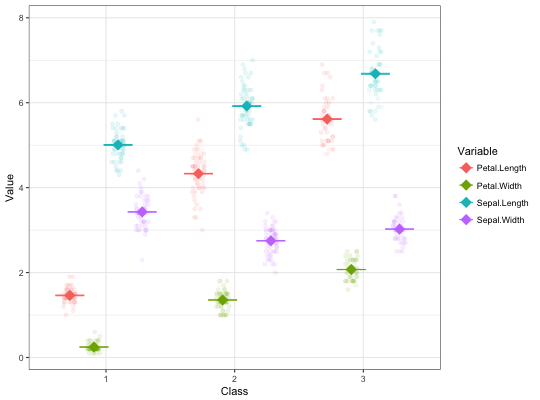 8
6
4
2
0
Value
1 2 3
Class
Variable
Petal.Length
Petal.Width
Sepal.Length
Sepal.Width